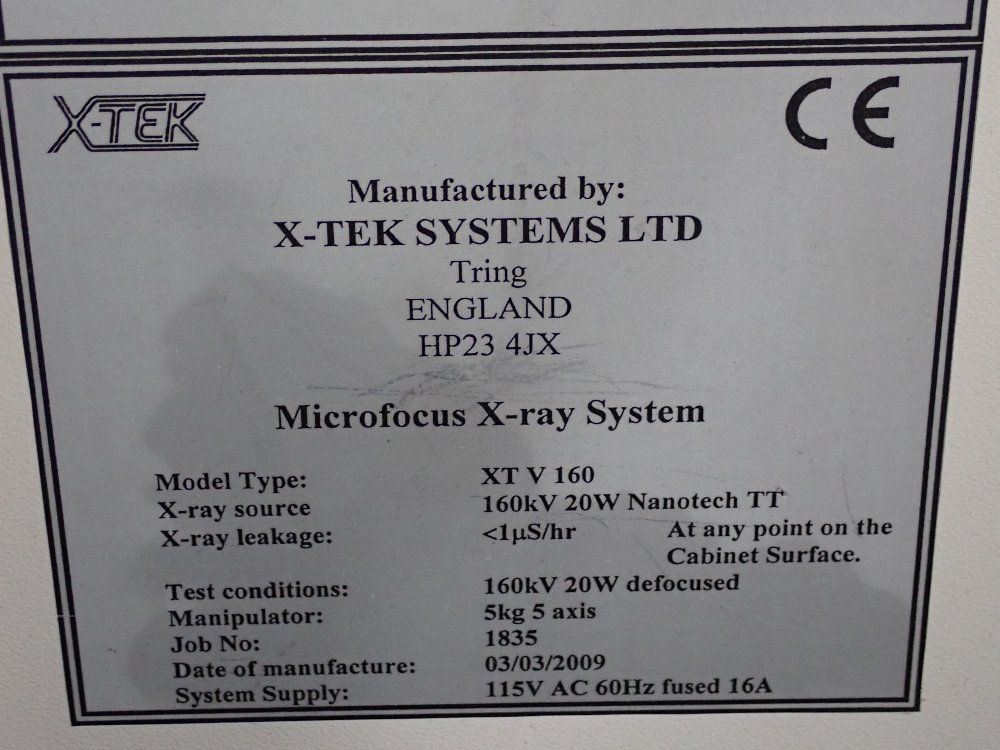 X-TEK
CE
Manufactured by:
X-TEK SYSTEMS LTD
Tring
ENGLAND
HP23 4JX
Microfocus X-ray System
Model Type: XT V 160
X-ray source 160kV 20W Nanotech TT
X-ray leakage: <1µS/hr At any point on the
Cabinet Surface.
Test conditions: 160kV 20W defocused
Manipulator: 5kg 5 axis
Job No: 1835
Date of manufacture: 03/03/2009
System Supply: 115V AC 60Hz fused 16A